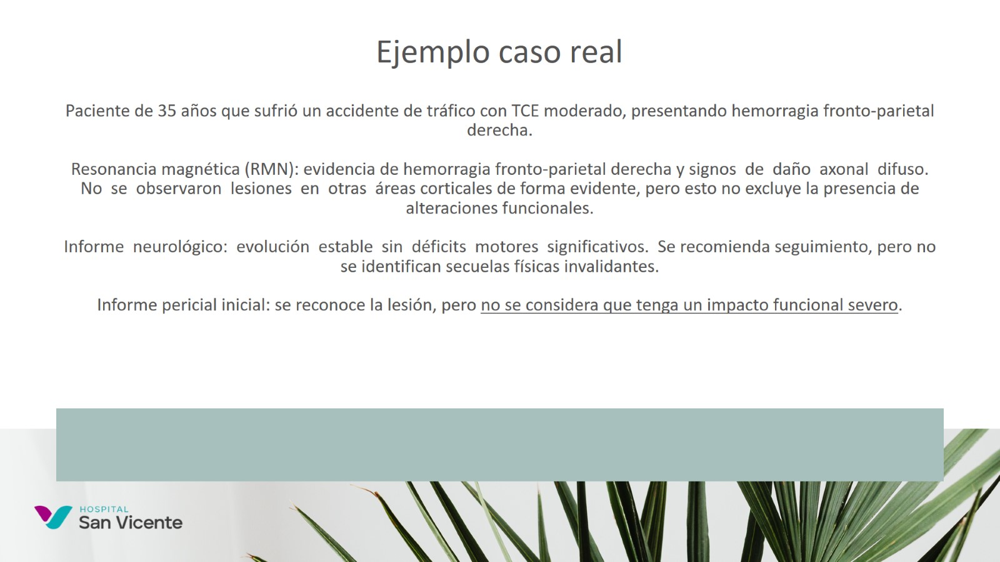 Ejemplo caso real
Paciente de 35 años que sufrió un accidente de tráfico con TCE moderado, presentando hemorragia fronto-parietal
derecha.
Resonancia magnética (RMN): evidencia de hemorragia fronto-parietal derecha y signos de daño axonal difuso.
No se observaron lesiones en otras áreas corticales de forma evidente, pero esto no excluye la presencia de
alteraciones funcionales.
Informe neurológico: evolución estable sin déficits motores significativos. Se recomienda seguimiento, pero no
se identifican secuelas físicas invalidantes.
Informe pericial inicial: se reconoce la lesión, pero no se considera que tenga un impacto funcional severo.
HOSPITAL
San Vicente